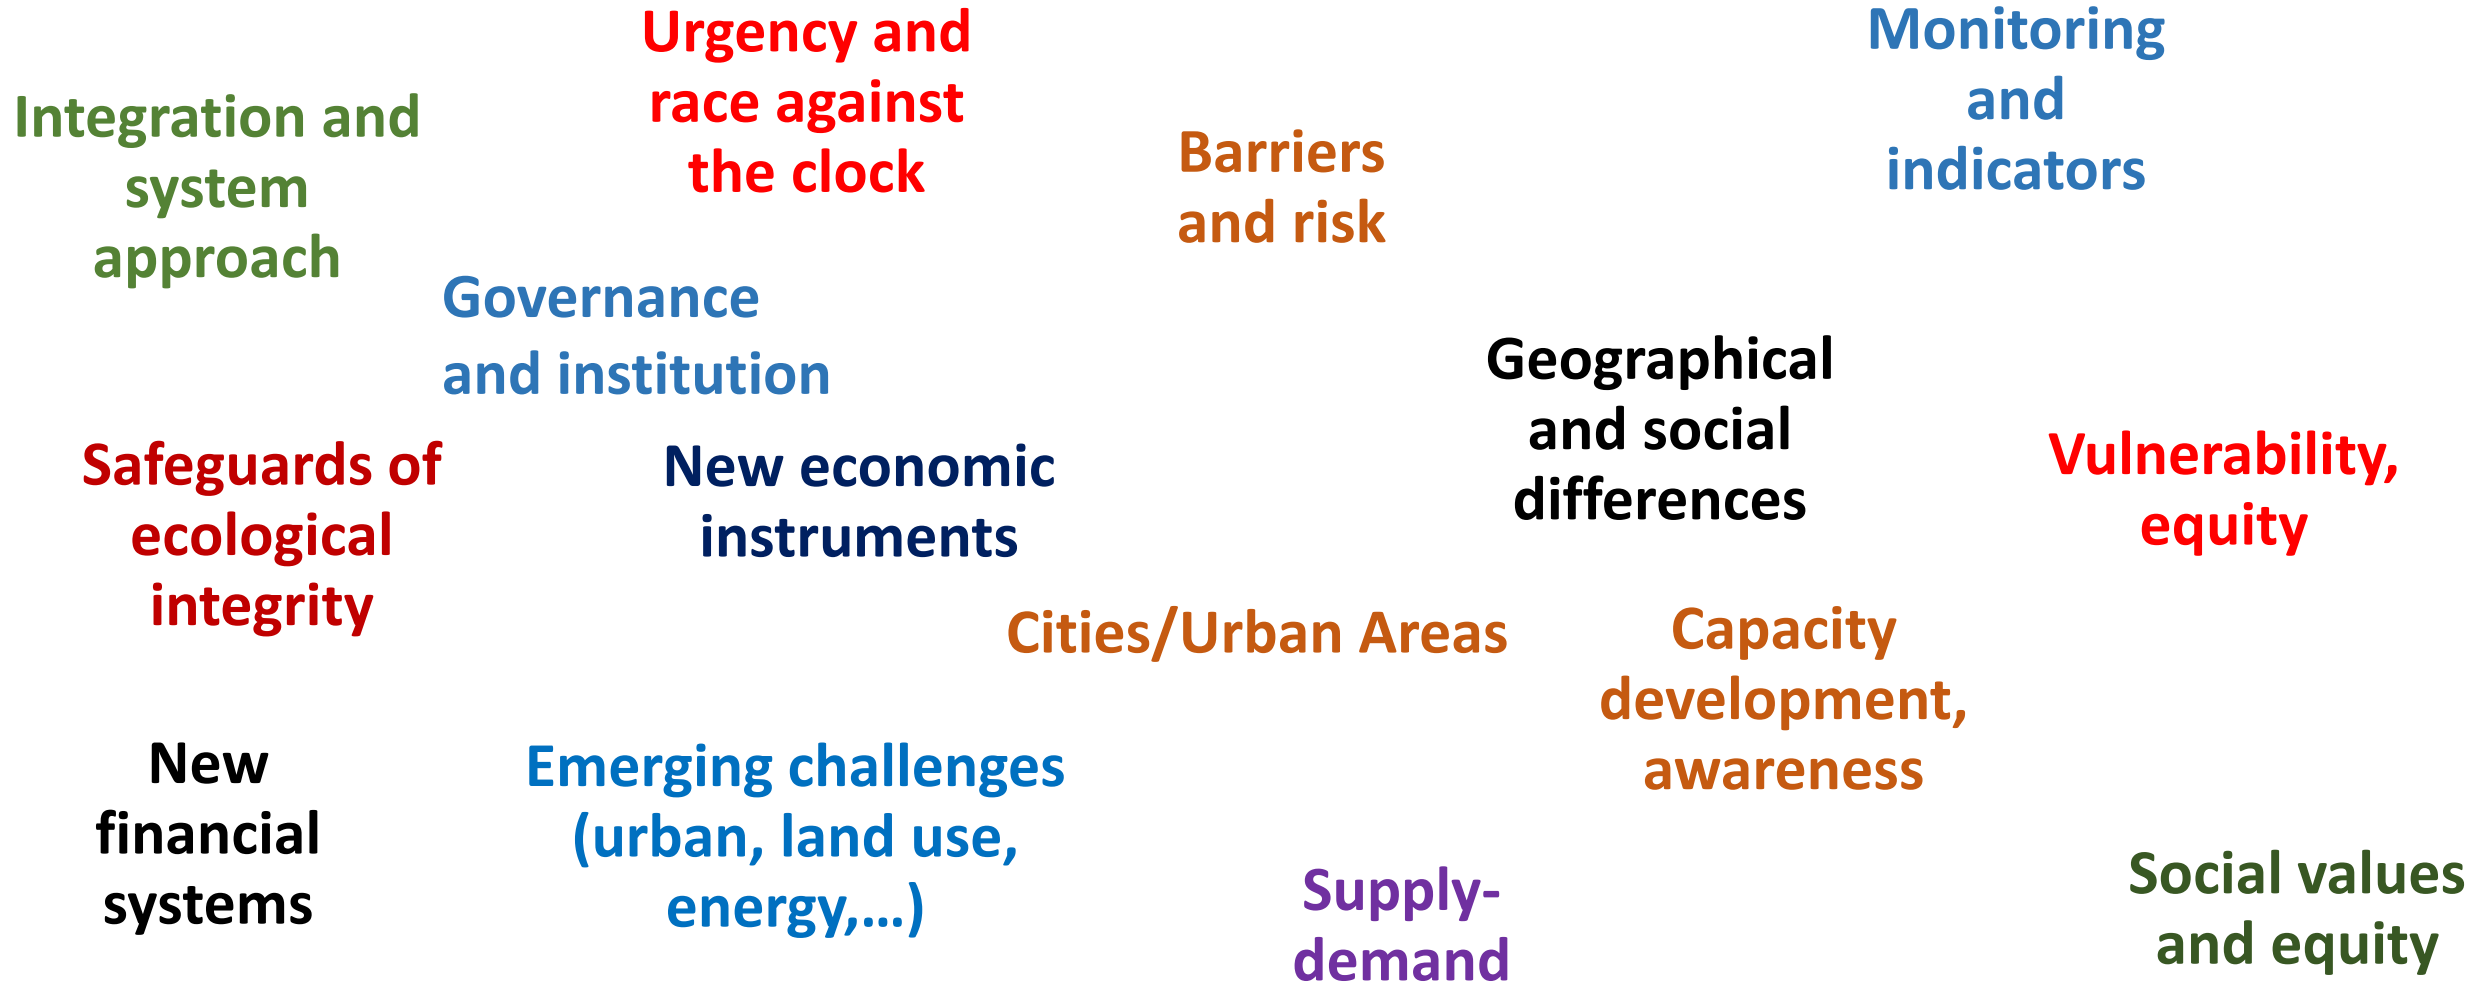 Urgency and
race against
the clock
Monitoring
and
indicators
Integration and
system
approach
Barriers
and risk
Governance
and institution
Geographical
and social
differences
Safeguards of
ecological
integrity
New economic
instruments
Vulnerability,
equity
Cities/Urban Areas
Capacity
development,
awareness
New
financial
systems
Emerging challenges
(urban, land use,
energy,...)
Supply-
demand
Social values
and equity